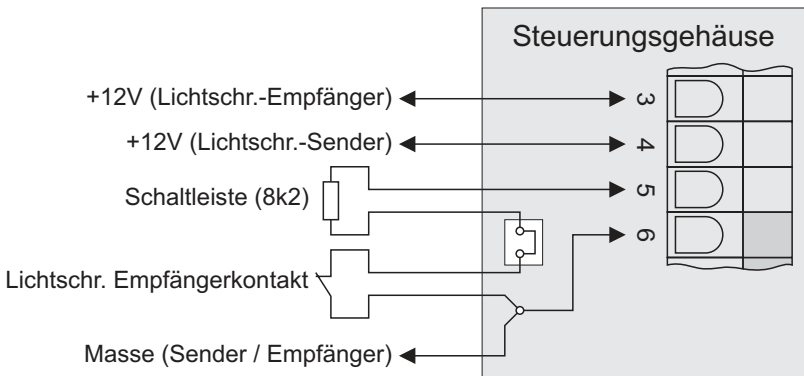 Steuerungsgehäuse
+12V (Lichtschr.-Empfänger)
3
+12V (Lichtschr.-Sender)
4
Schaltleiste (8k2)
5
6
Lichtschr. Empfängerkontakt
Masse (Sender / Empfänger)